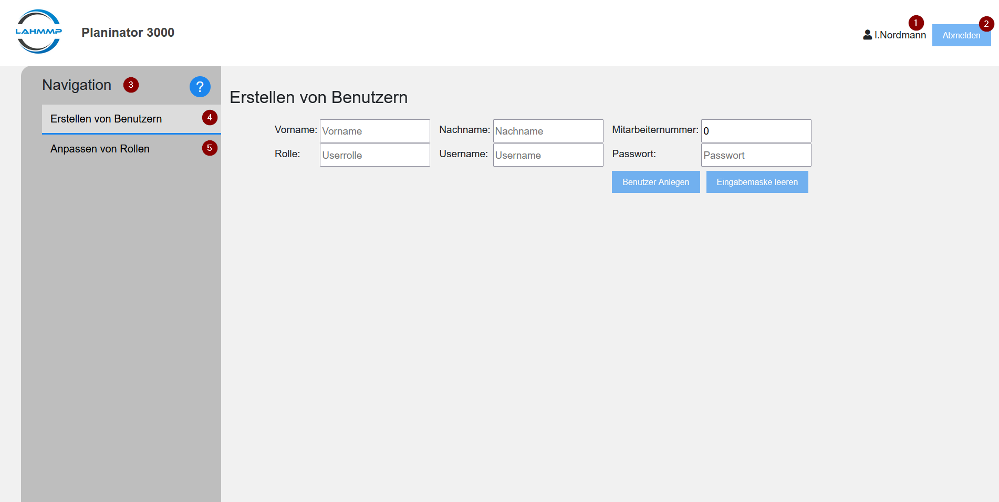 LAHMMP
Planinator 3000
I.Nordmann
1
Abmelden
2
Navigation
3
?
Erstellen von Benutzern
4
Anpassen von Rollen
5
Erstellen von Benutzern
Vorname: Vorname Nachname: Nachname Mitarbeiternummer: 0
Rolle: Userrolle Username: Username Passwort: Passwort
Benutzer Anlegen Eingabemaske leeren